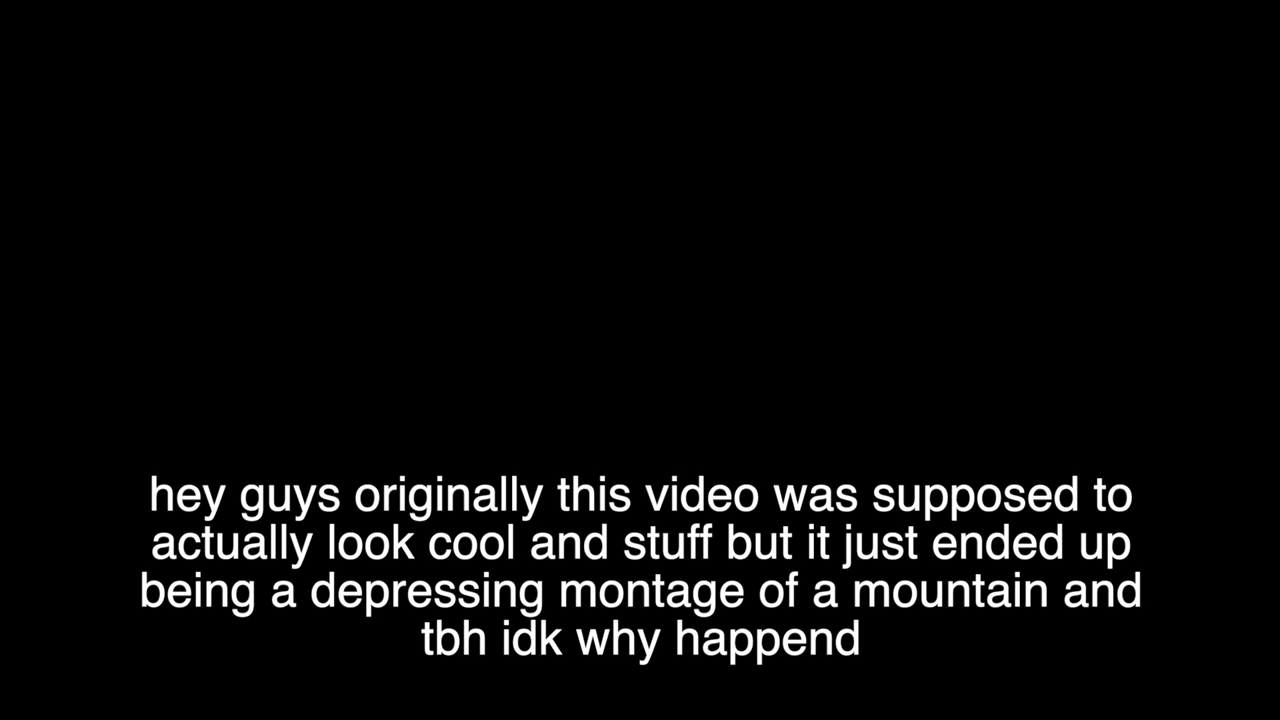 hey guys originally this video was supposed to
actually look cool and stuff but it just ended up
being a depressing montage of a mountain and
tbh idk why happend